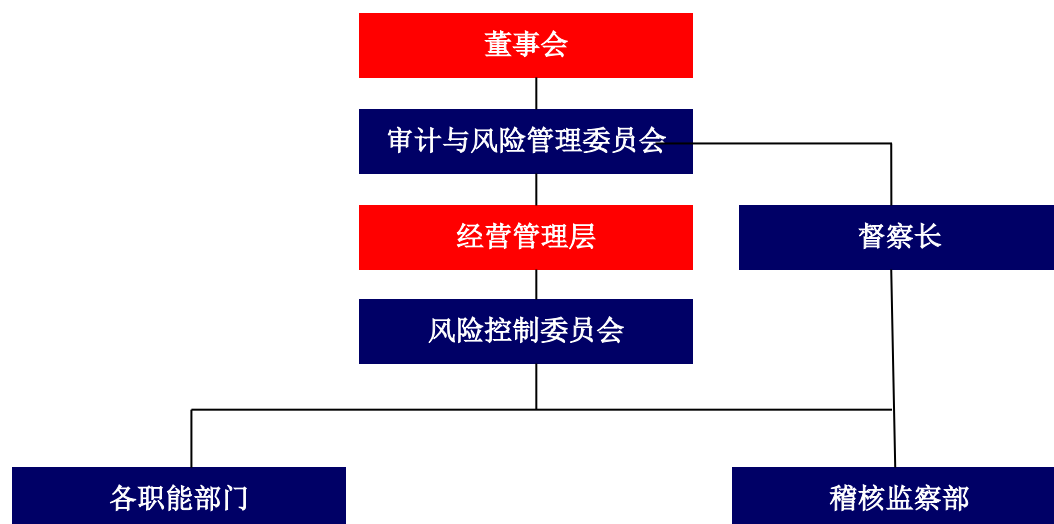 董事会
审计与风险管理委员会
经营管理层
督察长
风险控制委员会
各职能部门
稽核监察部